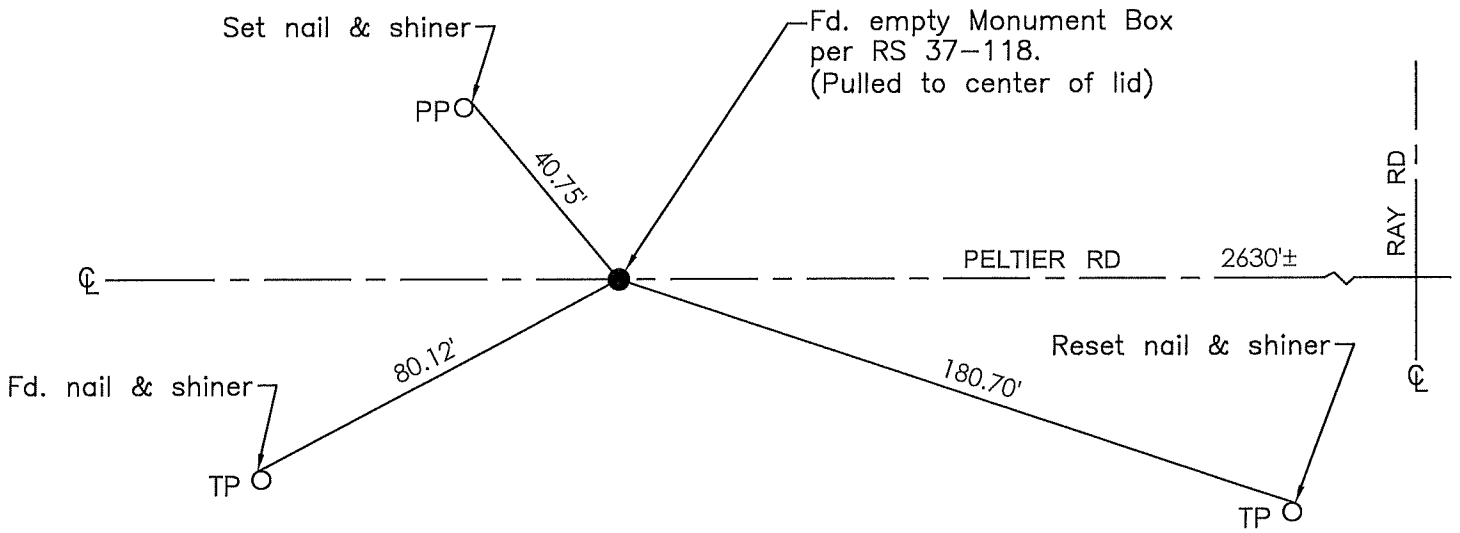 Set nail & shiner
Fd. empty Monument Box
per RS 37-118.
(Pulled to center of lid)
PP
40.75'
RAY RD
℄
PELTIER RD
2630'±
Reset nail & shiner
80.12'
180.70'
℄
Fd. nail & shiner
TP
TP